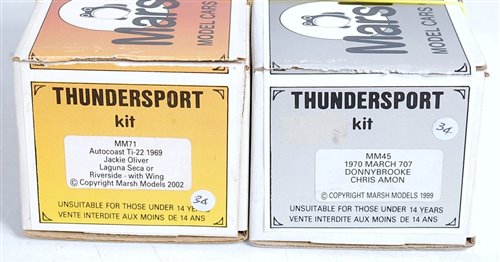 Marsh
MODEL CARS
THUNDERSPORT
kit
MM71
Autocoast Ti-22 1969
Jackie Oliver
Laguna Seca or
Riverside - with Wing
© Copyright Marsh Models 2002
34
UNSUITABLE FOR THOSE UNDER 14 YEARS
VENTE INTERDITE AUX MOINS DE 14 ANS
Mars
MODEL CARS
THUNDERSPORT
kit
34
MM45
1970 MARCH 707
DONNYBROOKE
CHRIS AMON
© COPYRIGHT MARSH MODELS 1999
UNSUITABLE FOR THOSE UNDER 14 YEARS
VENTE INTERDITE AUX MOINS DE 14 ANS